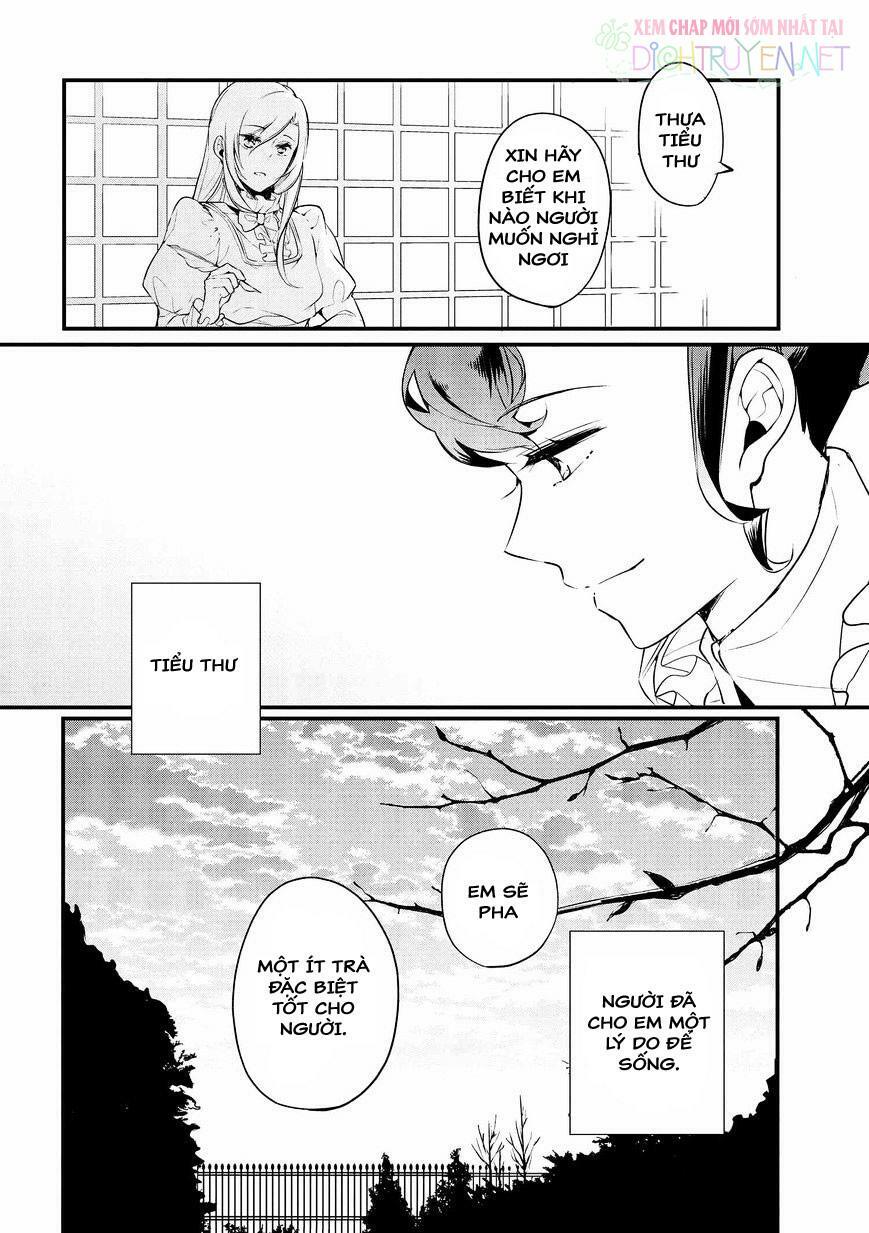 XEM CHAP MỚI SỚM NHẤT TẠI
DICHTRUYEN.NET
THƯA
TIỂU
THƯ
XIN HÃY
CHO EM
BIẾT KHI
NÀO NGƯỜI
MUỐN NGHỈ
NGƠI
TIỂU THƯ
EM SẼ
PHA
MỘT ÍT TRÀ
ĐẶC BIỆT
TỐT CHO
NGƯỜI.
NGƯỜI ĐÃ
CHO EM MỘT
LÝ DO ĐỂ
SỐNG.